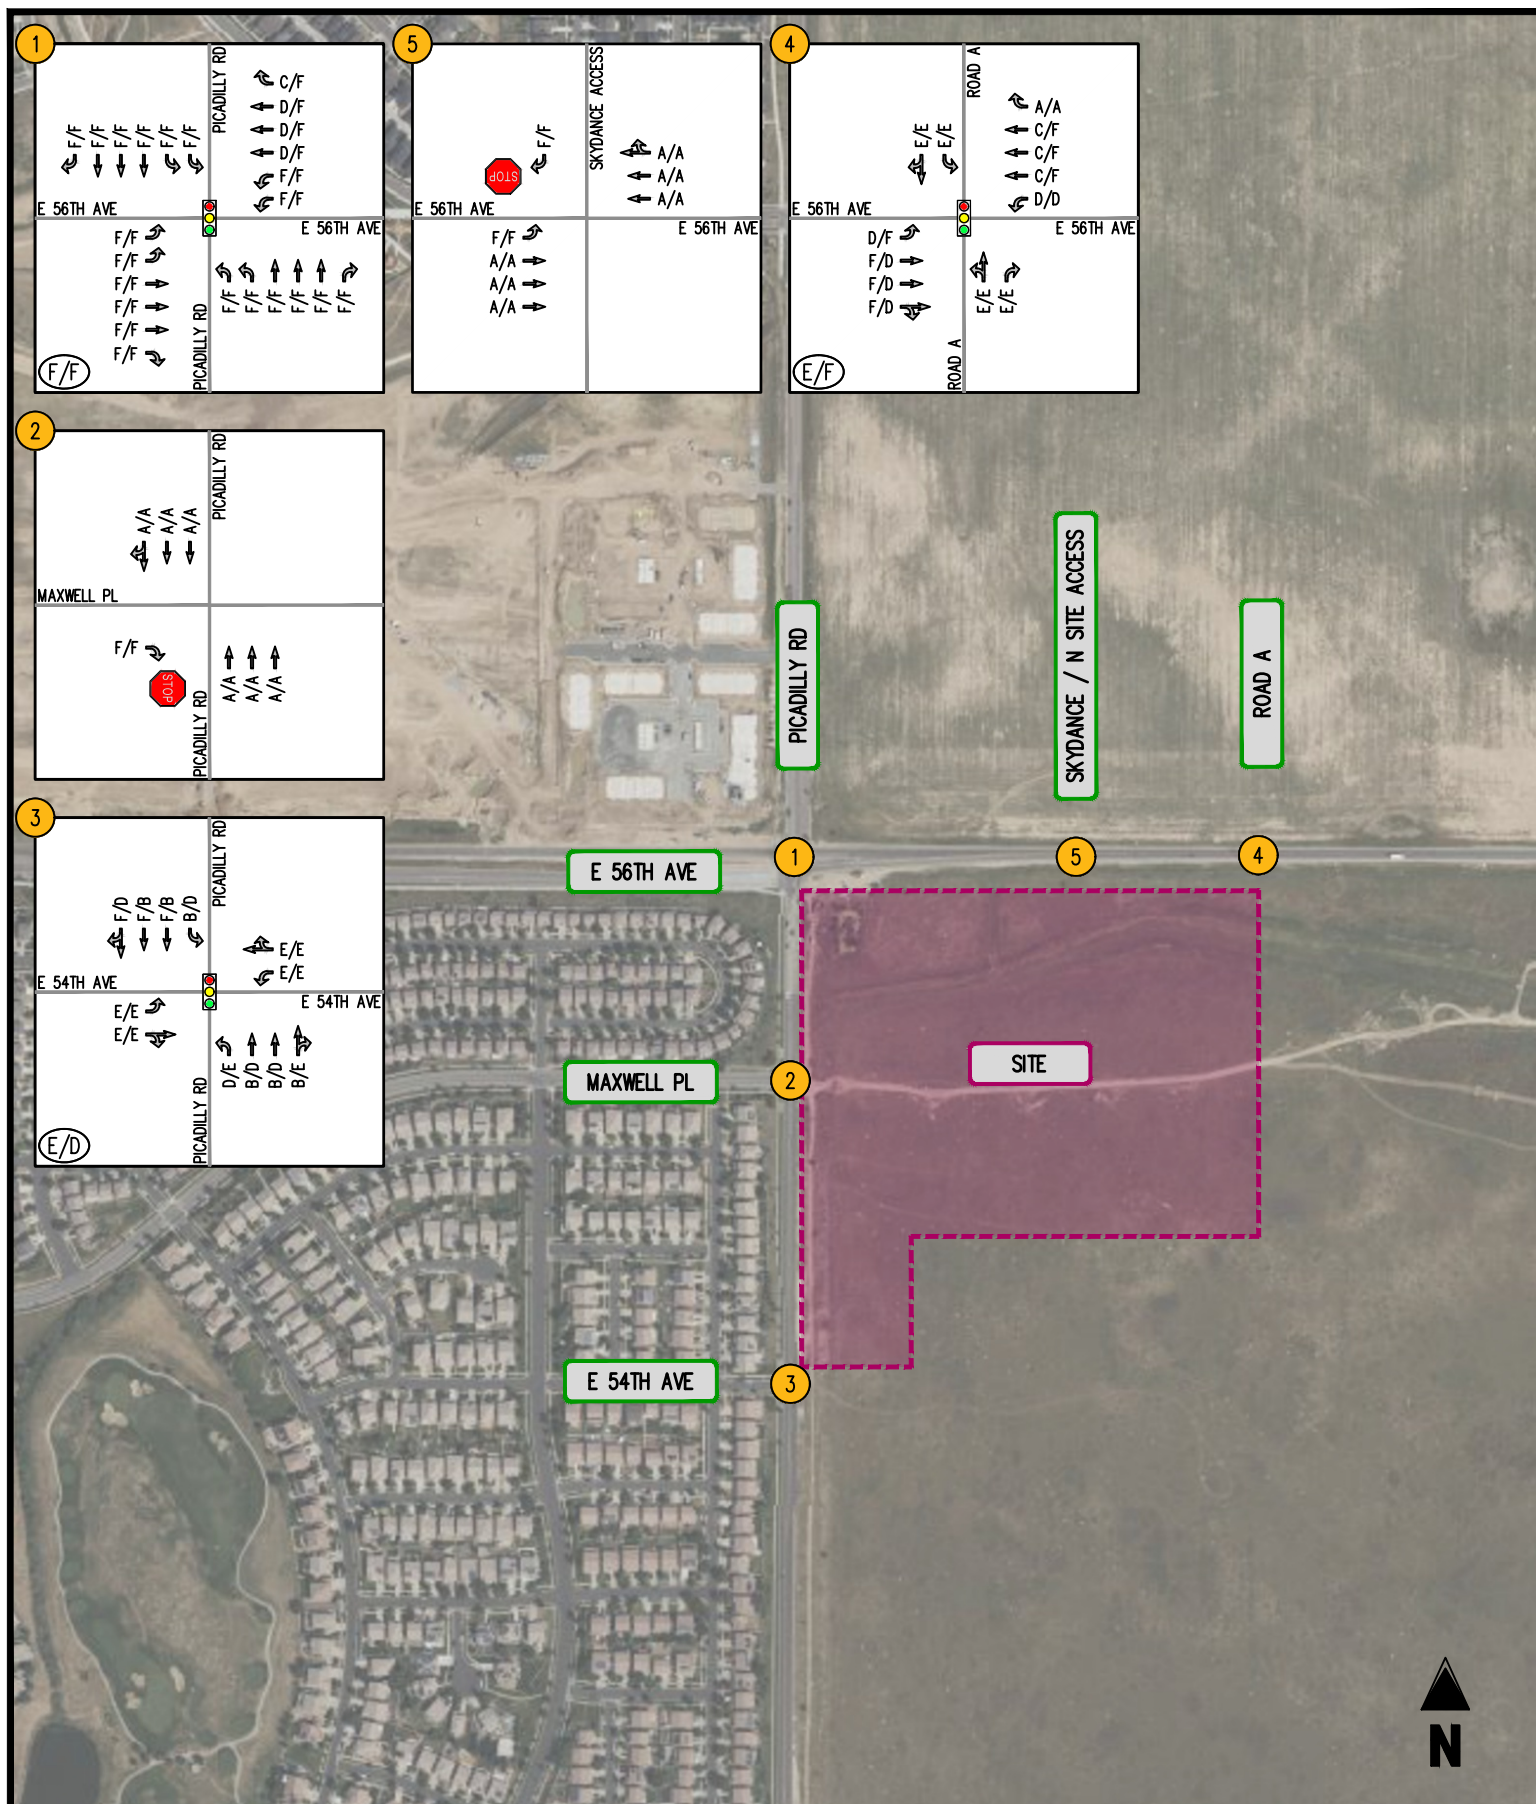 1
PICADILLY RD
F/F
F/F
F/F
F/F
F/F
F/F
C/F
D/F
D/F
D/F
F/F
F/F
E 56TH AVE
E 56TH AVE
F/F
F/F
F/F
F/F
F/F
F/F
F/F
F/F
F/F
F/F
F/F
F/F
PICADILLY RD
F/F
5
SKYDANCE ACCESS
F/F
STOP
A/A
A/A
A/A
E 56TH AVE
E 56TH AVE
F/F
A/A
A/A
A/A
4
ROAD A
E/E
E/E
A/A
C/F
C/F
C/F
D/D
E 56TH AVE
E 56TH AVE
D/F
F/D
F/D
F/D
E/E
E/E
ROAD A
E/F
2
PICADILLY RD
A/A
A/A
A/A
MAXWELL PL
F/F
STOP
A/A
A/A
A/A
PICADILLY RD
3
PICADILLY RD
F/D
F/B
F/B
B/D
E/E
E/E
E 54TH AVE
E 54TH AVE
E/E
E/E
D/E
B/D
B/D
B/E
PICADILLY RD
E/D
PICADILLY RD
SKYDANCE / N SITE ACCESS
ROAD A
E 56TH AVE
1
5
4
MAXWELL PL
2
SITE
E 54TH AVE
3
N